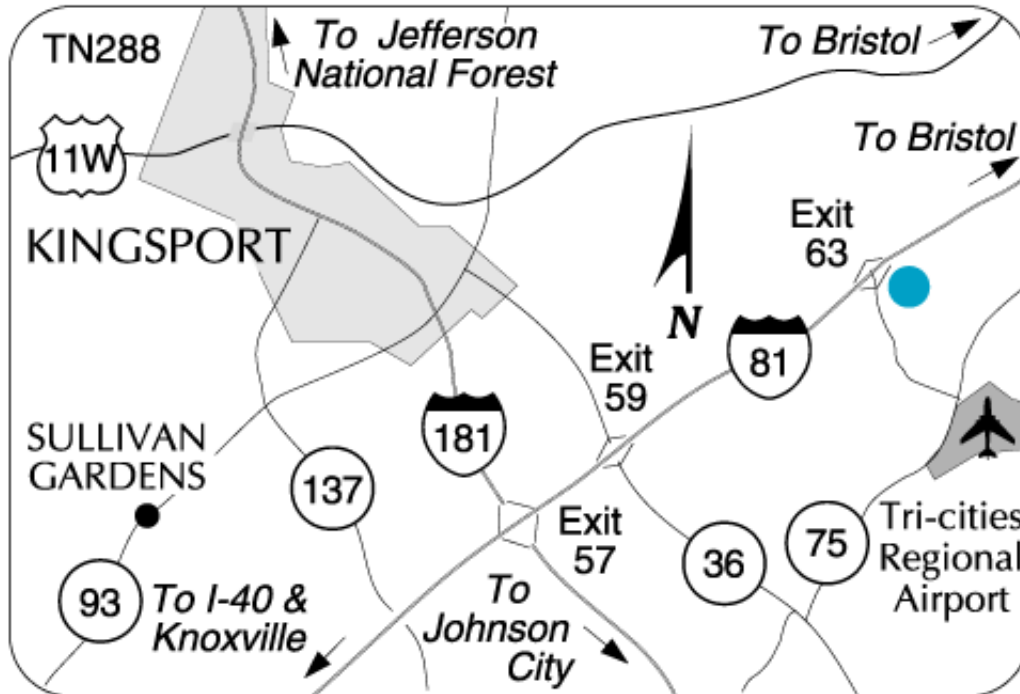 TN288
To Jefferson
National Forest
To Bristol
11W
To Bristol
KINGSPORT
Exit
63
N
Exit
59
81
SULLIVAN
GARDENS
181
137
Exit
57
36
75
Tri-cities
Regional
Airport
93
To I-40 &
Knoxville
To
Johnson
City